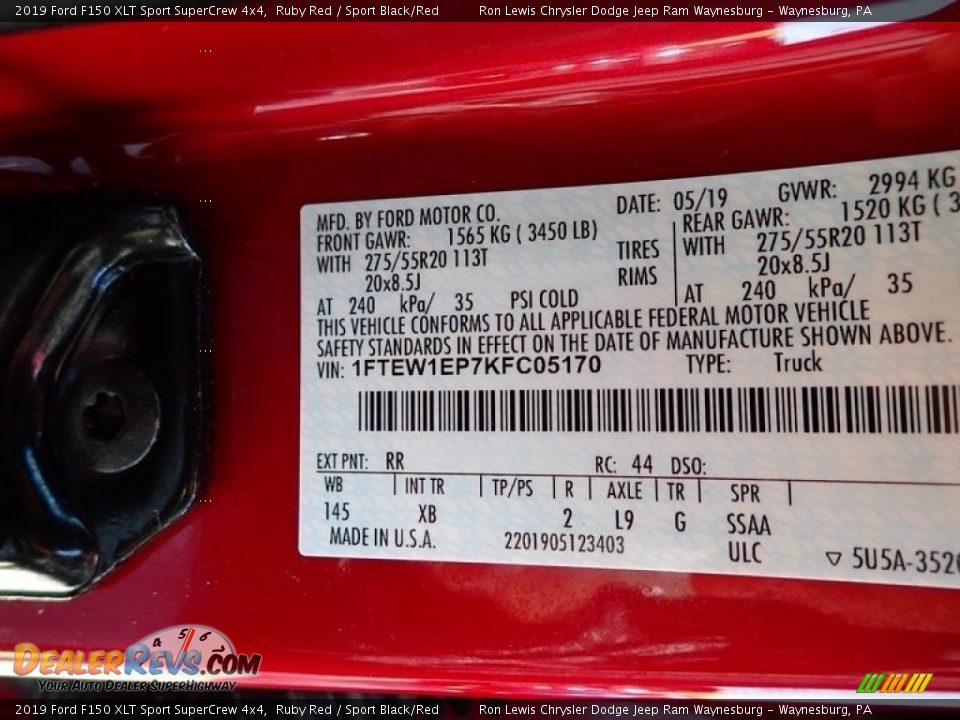 2019 Ford F150 XLT Sport SuperCrew 4x4, Ruby Red / Sport Black/Red Ron Lewis Chrysler Dodge Jeep Ram Waynesburg - Waynesburg, PA
MFD. BY FORD MOTOR CO. DATE: 05/19 GVWR: 2994 KG
FRONT GAWR: 1565 KG ( 3450 LB) REAR GAWR: 1520 KG ( 3
WITH 275/55R20 113T TIRES WITH 275/55R20 113T
20x8.5J RIMS 20x8.5J
AT 240 kPa/ 35 PSI COLD AT 240 kPa/ 35
THIS VEHICLE CONFORMS TO ALL APPLICABLE FEDERAL MOTOR VEHICLE
SAFETY STANDARDS IN EFFECT ON THE DATE OF MANUFACTURE SHOWN ABOVE.
VIN: 1FTEW1EP7KFC05170 TYPE: Truck
EXT PNT: RR RC: 44 DSO:
WB INT TR TP/PS R AXLE TR SPR
145 XB 2 L9 G SSAA
MADE IN U.S.A. 2201905123403 ULC ▽ 5U5A-3520
4 5 6
DEALERREVS.COM
YOUR AUTO DEALER SUPERHIGHWAY
2019 Ford F150 XLT Sport SuperCrew 4x4, Ruby Red / Sport Black/Red Ron Lewis Chrysler Dodge Jeep Ram Waynesburg - Waynesburg, PA